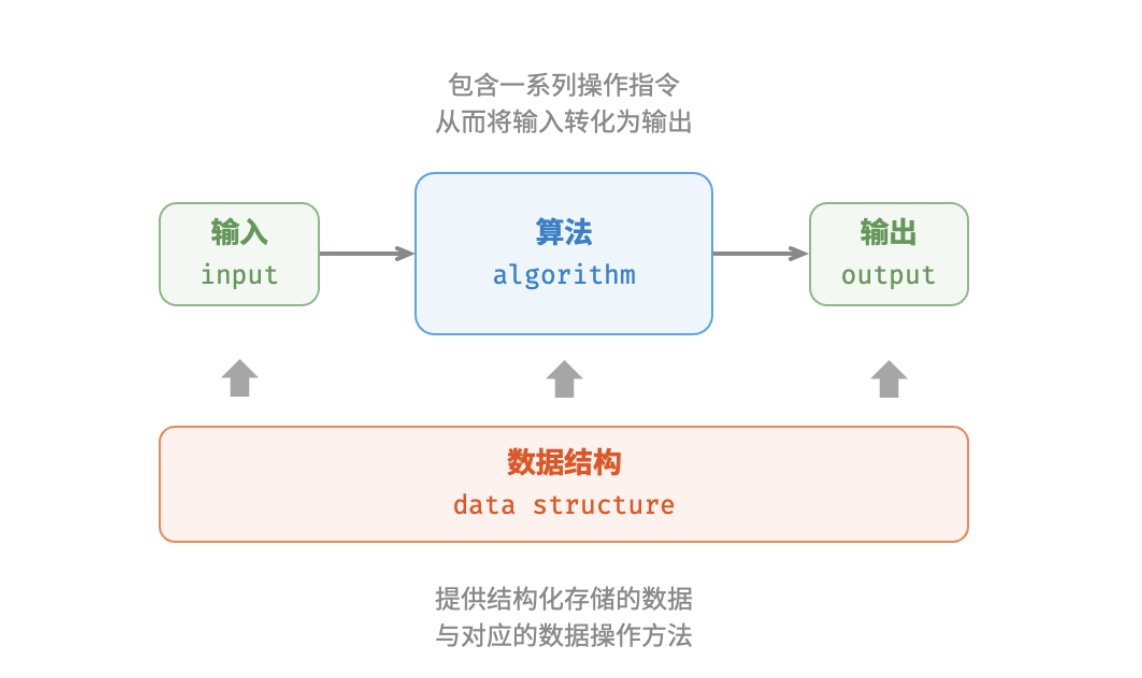 包含一系列操作指令
从而将输入转化为输出
输入
input
算法
algorithm
输出
output
数据结构
data structure
提供结构化存储的数据
与对应的数据操作方法